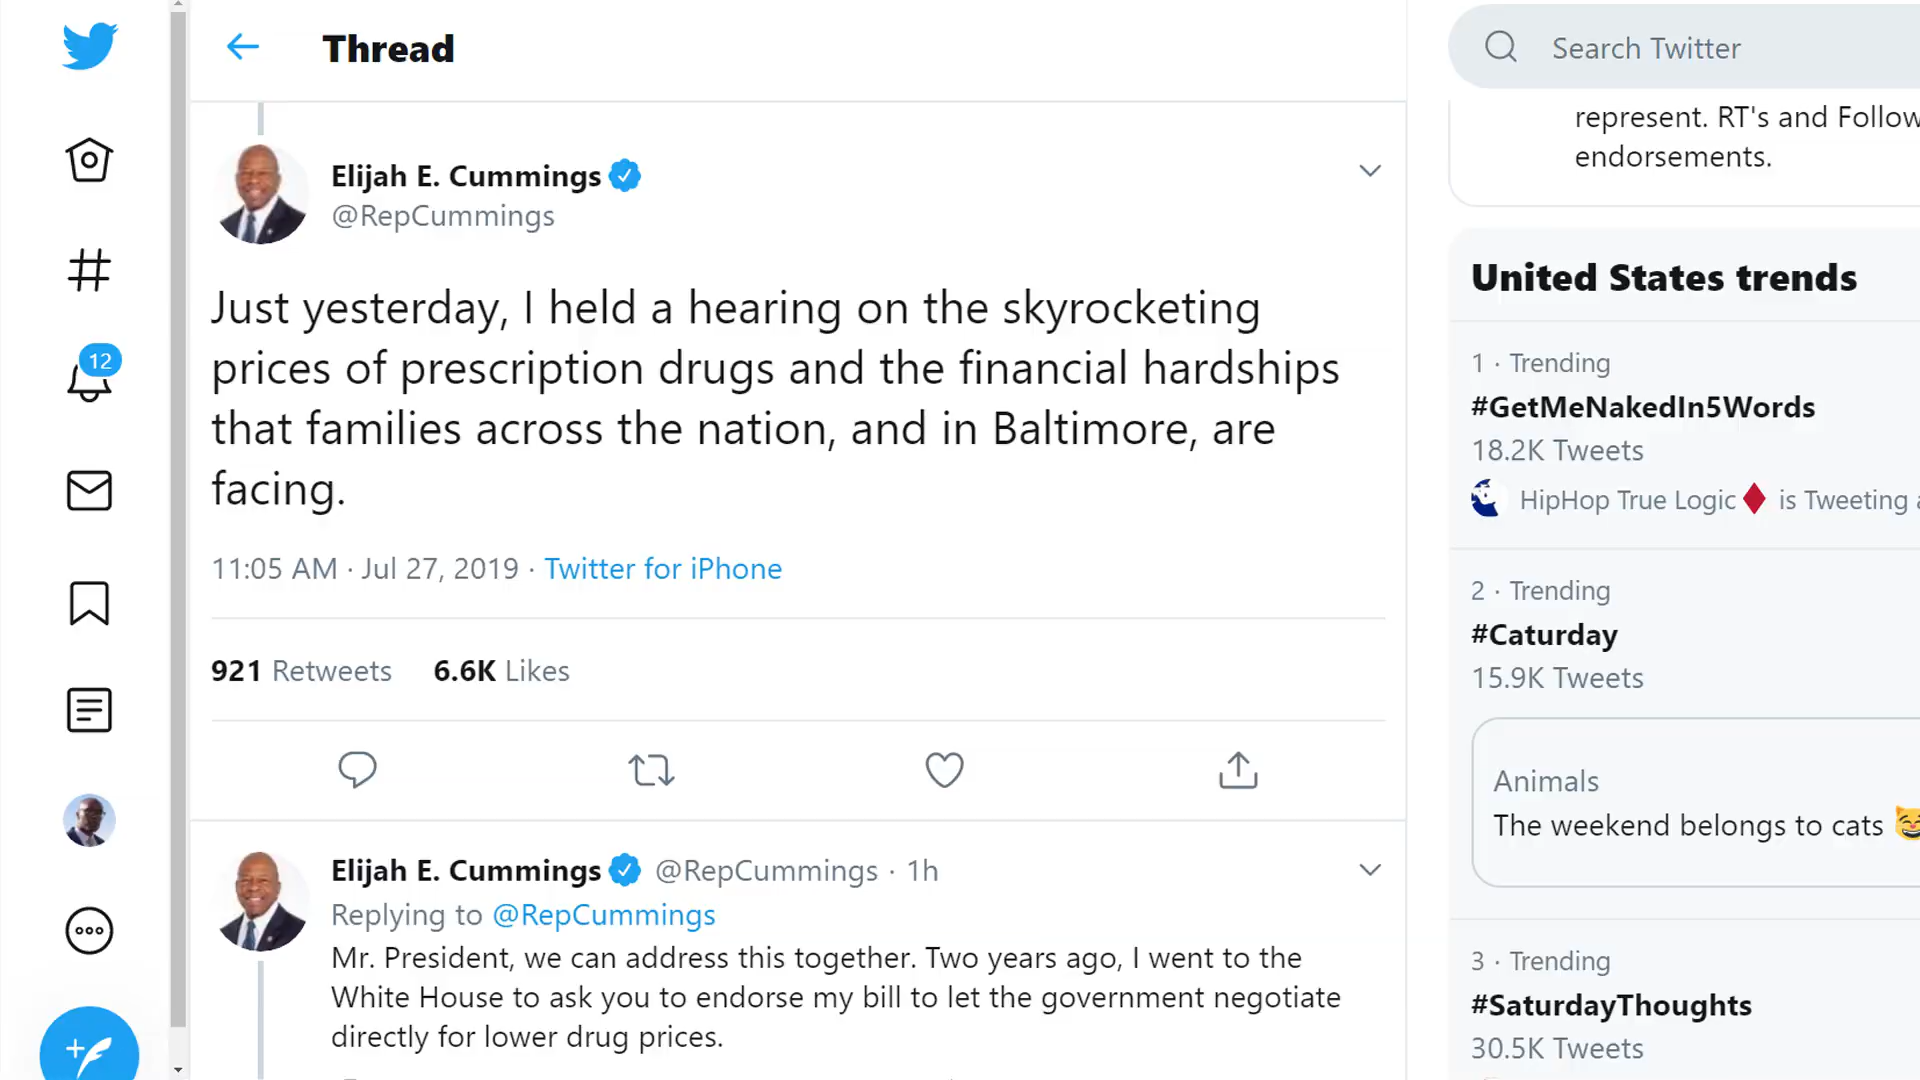 Thread
Elijah E. Cummings
@RepCummings
Just yesterday, I held a hearing on the skyrocketing
prices of prescription drugs and the financial hardships
that families across the nation, and in Baltimore, are
facing.
11:05 AM · Jul 27, 2019 · Twitter for iPhone
921 Retweets 6.6K Likes
Elijah E. Cummings @RepCummings · 1h
Replying to @RepCummings
Mr. President, we can address this together. Two years ago, I went to the
White House to ask you to endorse my bill to let the government negotiate
directly for lower drug prices.
12
Search Twitter
represent. RT's and Follow
endorsements.
United States trends
1 · Trending
#GetMeNakedIn5Words
18.2K Tweets
HipHop True Logic♦️ is Tweeting a
2 · Trending
#Caturday
15.9K Tweets
Animals
The weekend belongs to cats 😸
3 · Trending
#SaturdayThoughts
30.5K Tweets